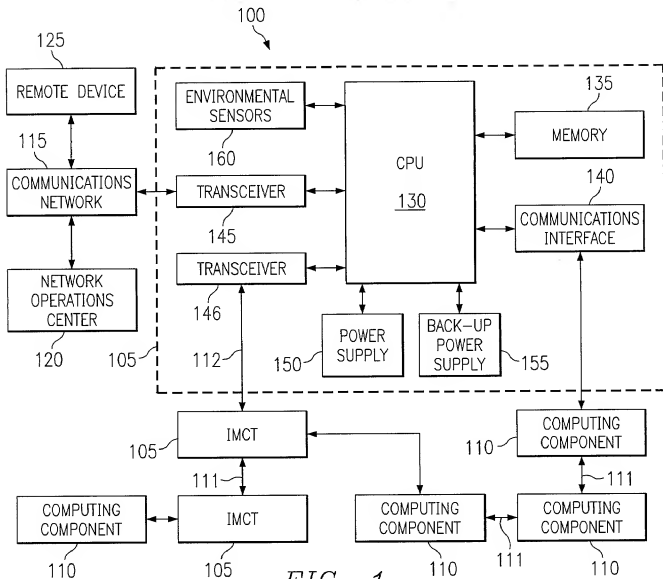 100
125
REMOTE DEVICE
115
COMMUNICATIONS
NETWORK
NETWORK
OPERATIONS
CENTER
120
105
ENVIRONMENTAL
SENSORS
160
TRANSCEIVER
145
TRANSCEIVER
146
112
CPU
130
135
MEMORY
140
COMMUNICATIONS
INTERFACE
150
POWER
SUPPLY
BACK-UP
POWER
SUPPLY
155
105
IMCT
111
COMPUTING
COMPONENT
110
IMCT
105
COMPUTING
COMPONENT
110
110
COMPUTING
COMPONENT
111
111
COMPUTING
COMPONENT
110
FIG. 1